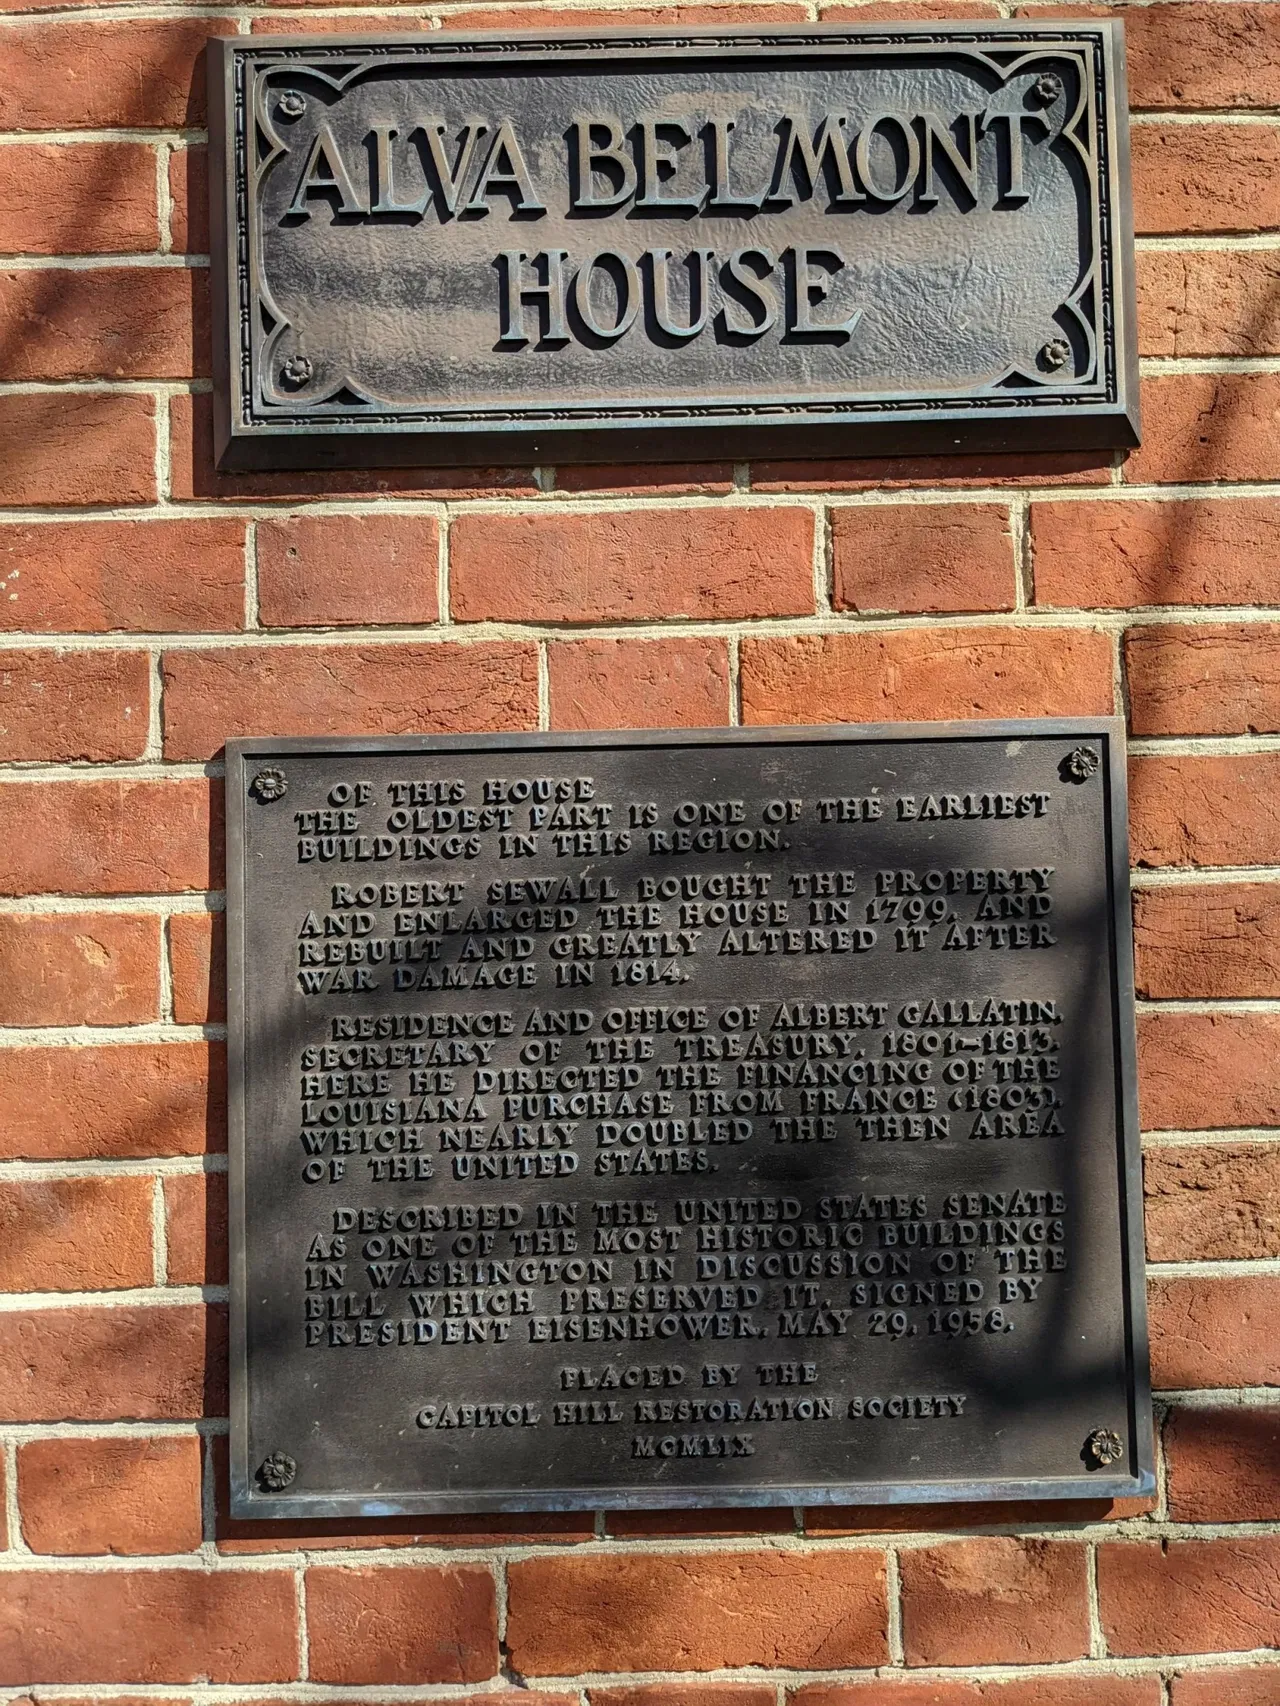 ALVA BELMONT
HOUSE
OF THIS HOUSE
THE OLDEST PART IS ONE OF THE EARLIEST
BUILDINGS IN THIS REGION.
ROBERT SEWALL BOUGHT THE PROPERTY
AND ENLARGED THE HOUSE IN 1799, AND
REBUILT AND GREATLY ALTERED IT AFTER
WAR DAMAGE IN 1814.
RESIDENCE AND OFFICE OF ALBERT GALLATIN,
SECRETARY OF THE TREASURY, 1801-1813.
HERE HE DIRECTED THE FINANCING OF THE
LOUISIANA PURCHASE FROM FRANCE (1803),
WHICH NEARLY DOUBLED THE THEN AREA
OF THE UNITED STATES.
DESCRIBED IN THE UNITED STATES SENATE
AS ONE OF THE MOST HISTORIC BUILDINGS
IN WASHINGTON IN DISCUSSION OF THE
BILL WHICH PRESERVED IT, SIGNED BY
PRESIDENT EISENHOWER, MAY 29, 1958.
PLACED BY THE
CAPITOL HILL RESTORATION SOCIETY
MCMLIX